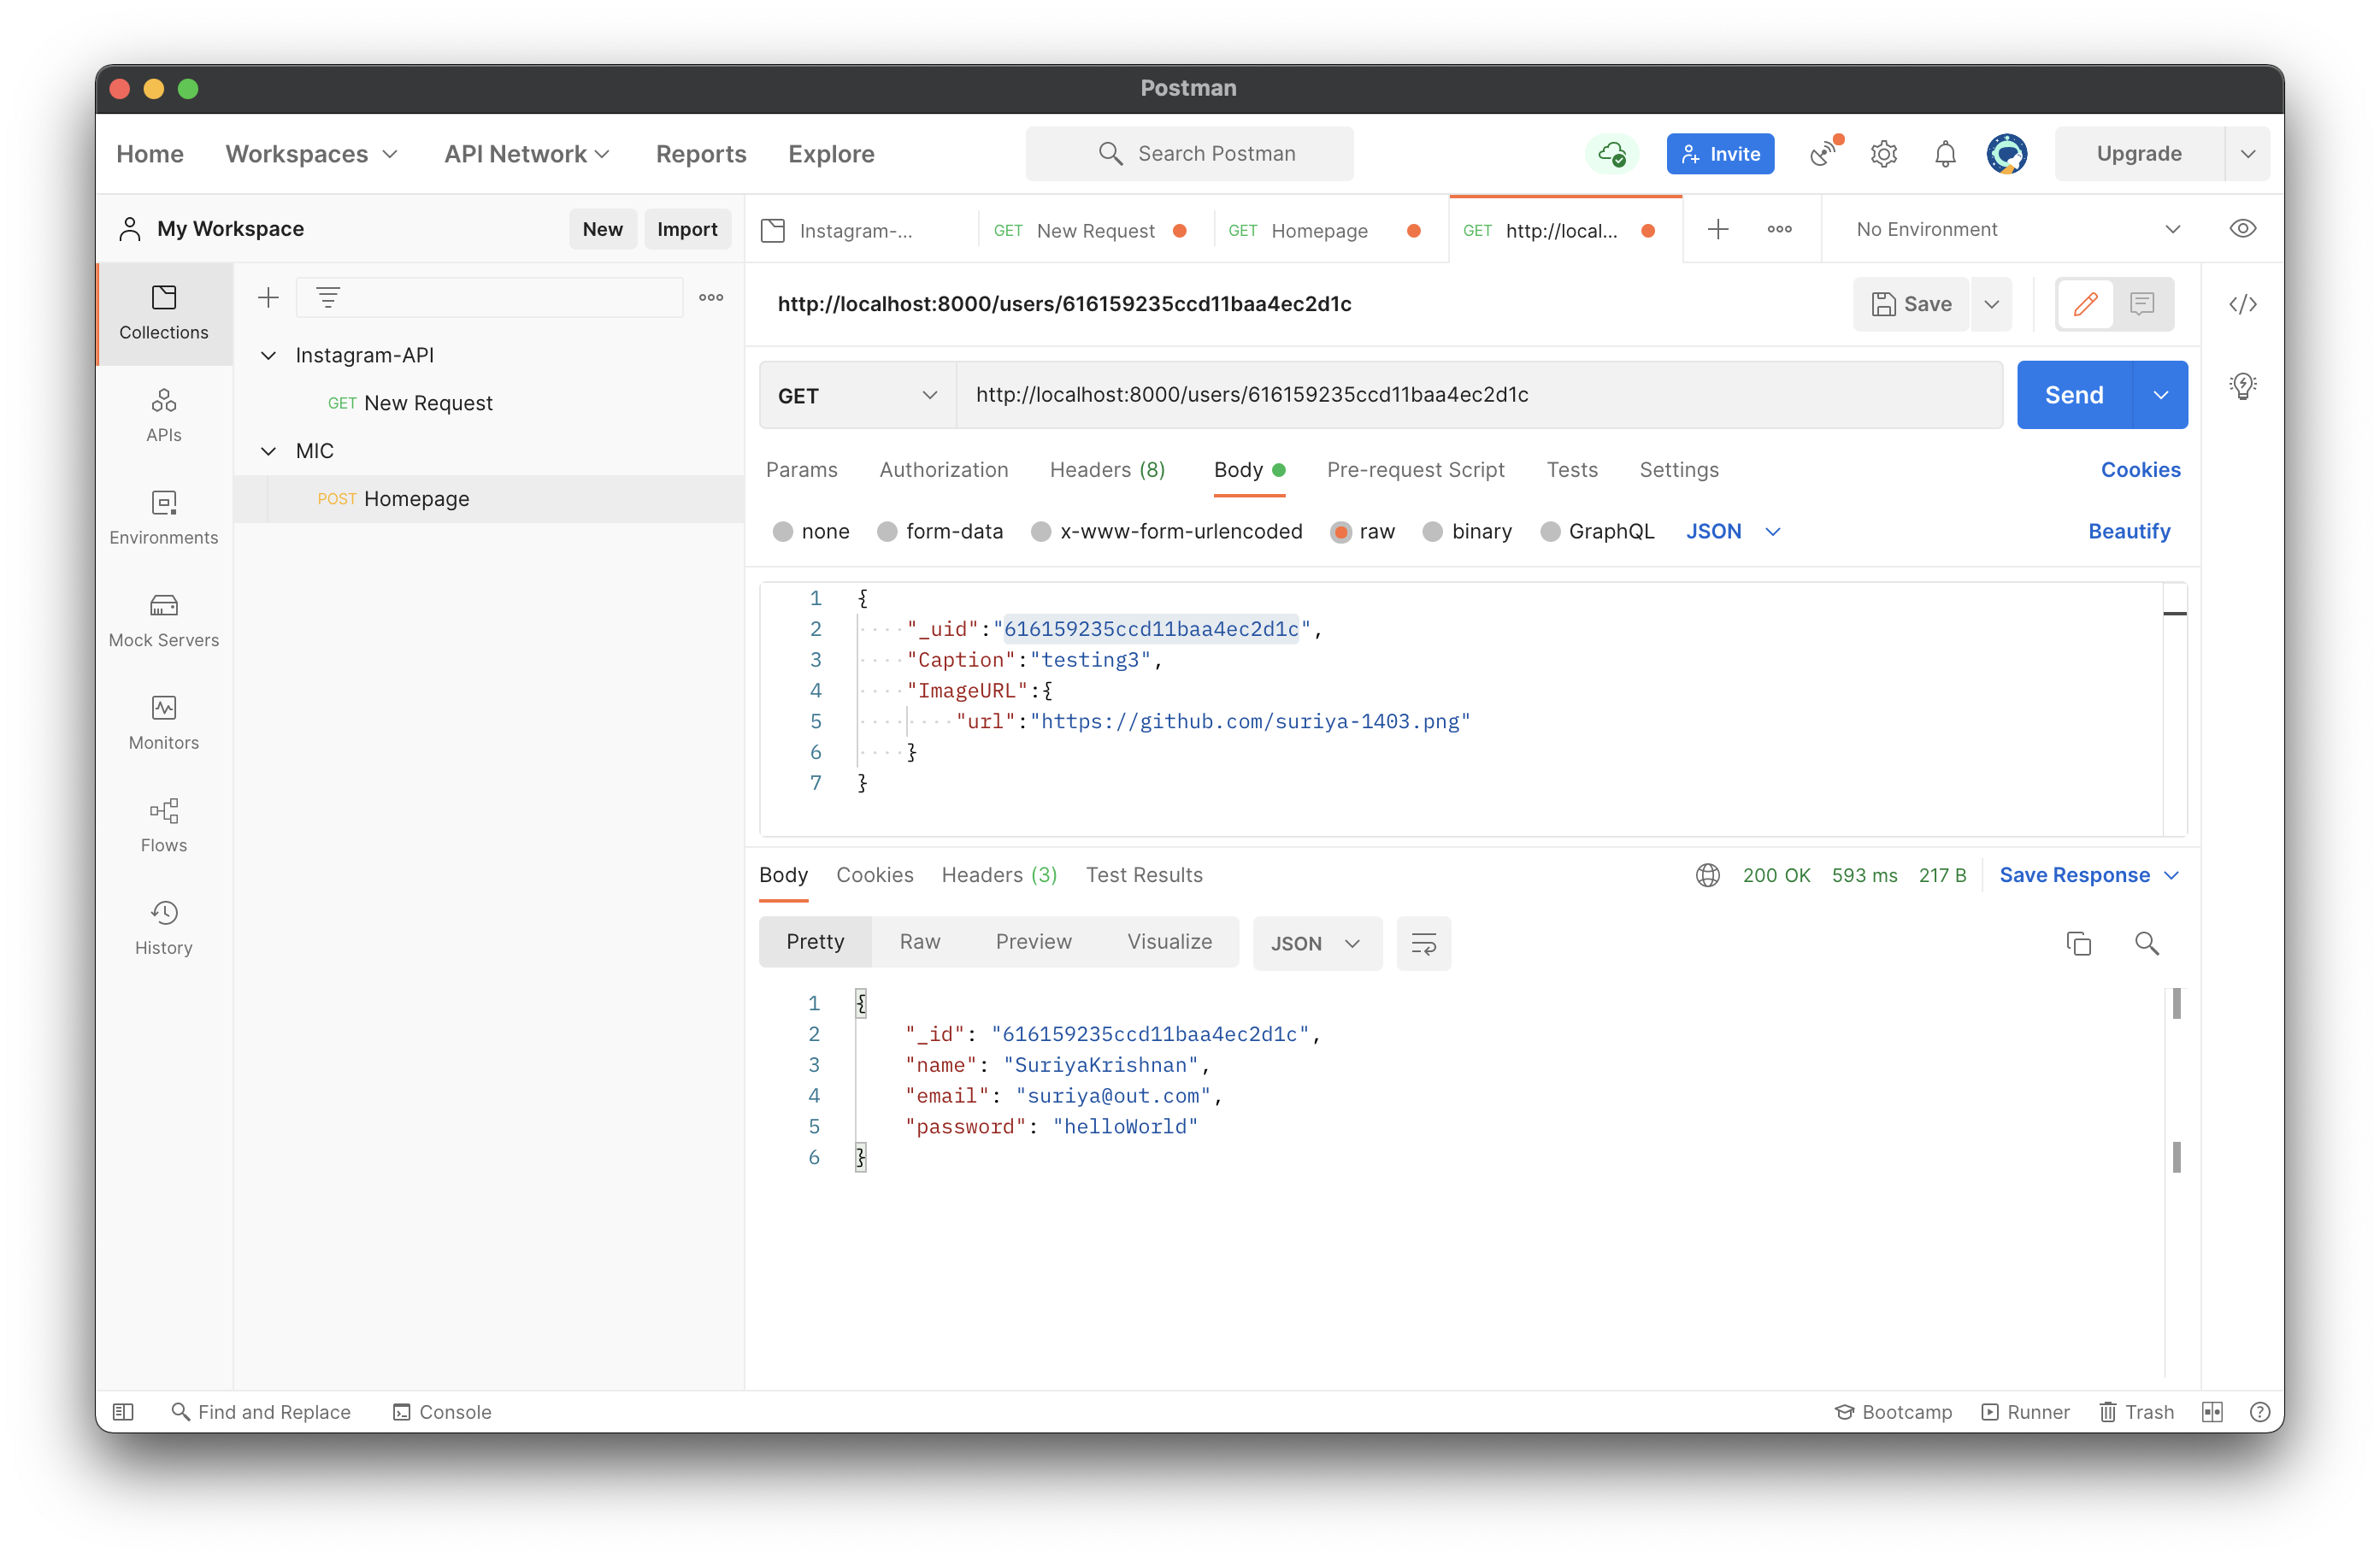 Postman
Home Workspaces API Network Reports Explore Search Postman Invite Upgrade
My Workspace New Import Instagram-... GET New Request GET Homepage GET http://local... No Environment
Collections
APIs
Environments
Mock Servers
Monitors
Flows
History
Instagram-API
GET New Request
MIC
POST Homepage
http://localhost:8000/users/616159235ccd11baa4ec2d1c Save
GET http://localhost:8000/users/616159235ccd11baa4ec2d1c Send
Params Authorization Headers (8) Body Pre-request Script Tests Settings Cookies
none form-data x-www-form-urlencoded raw binary GraphQL JSON Beautify
1 {
2 "_uid":"616159235ccd11baa4ec2d1c",
3 "Caption":"testing3",
4 "ImageURL":{
5 "url":"https://github.com/suriya-1403.png"
6 }
7 }
Body Cookies Headers (3) Test Results 200 OK 593 ms 217 B Save Response
Pretty Raw Preview Visualize JSON
1 {
2 "_id": "616159235ccd11baa4ec2d1c",
3 "name": "SuriyaKrishnan",
4 "email": "suriya@out.com",
5 "password": "helloWorld"
6 }
Find and Replace Console Bootcamp Runner Trash